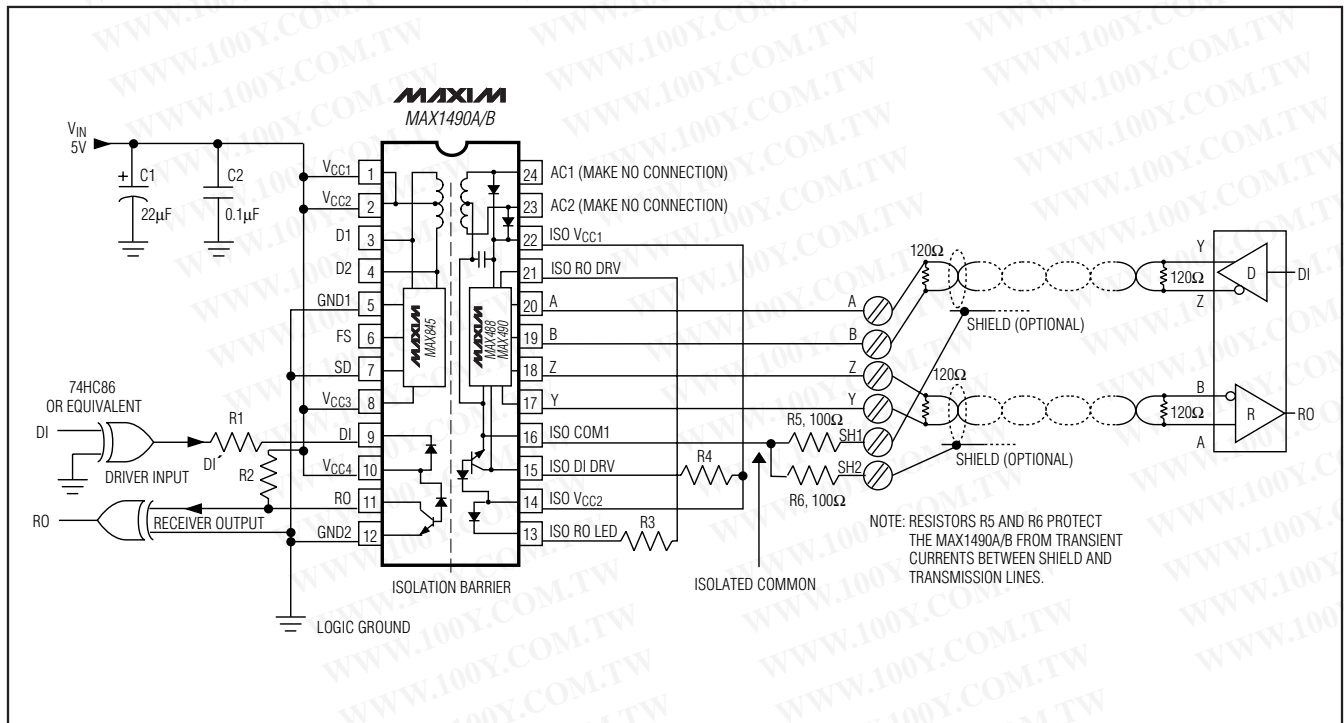 MAXIM
MAX1490A/B
VIN
5V
C1
22µF
C2
0.1µF
VCC1
VCC2
D1
D2
GND1
FS
SD
VCC3
DI
VCC4
RO
GND2
1
2
3
4
5
6
7
8
9
10
11
12
MAXIM
MAX845
MAXIM
MAX488
MAX490
24 AC1 (MAKE NO CONNECTION)
23 AC2 (MAKE NO CONNECTION)
22 ISO VCC1
21 ISO RO DRV
20 A
19 B
18 Z
17 Y
16 ISO COM1
15 ISO DI DRV
14 ISO VCC2
13 ISO RO LED
ISOLATION BARRIER
74HC86
OR EQUIVALENT
DI
R1
DI´
DRIVER INPUT
R2
RO
RECEIVER OUTPUT
LOGIC GROUND
R3
R4
A
B
Z
Y
R5, 100Ω
SH1
SH2
R6, 100Ω
ISOLATED COMMON
120Ω
120Ω
SHIELD (OPTIONAL)
Y
D
DI
Z
120Ω
120Ω
SHIELD (OPTIONAL)
B
R
RO
A
NOTE: RESISTORS R5 AND R6 PROTECT
THE MAX1490A/B FROM TRANSIENT
CURRENTS BETWEEN SHIELD AND
TRANSMISSION LINES.
WWW.100Y.COM.TW